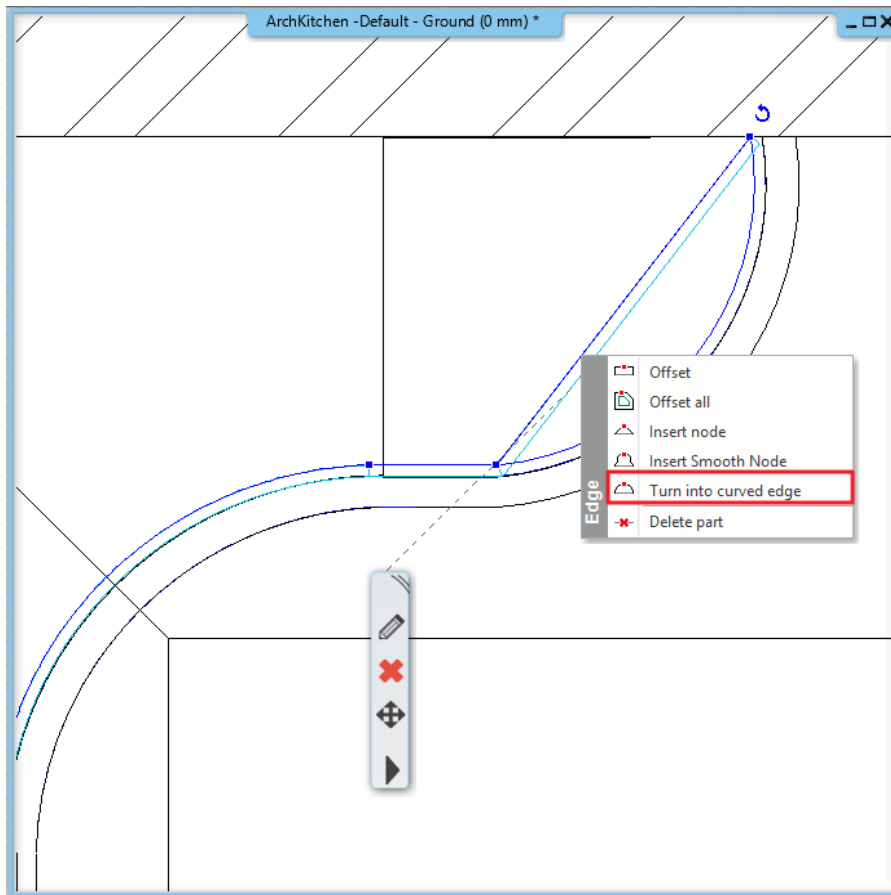 ArchKitchen -Default - Ground (0 mm) *
Edge
Offset
Offset all
Insert node
Insert Smooth Node
Turn into curved edge
Delete part